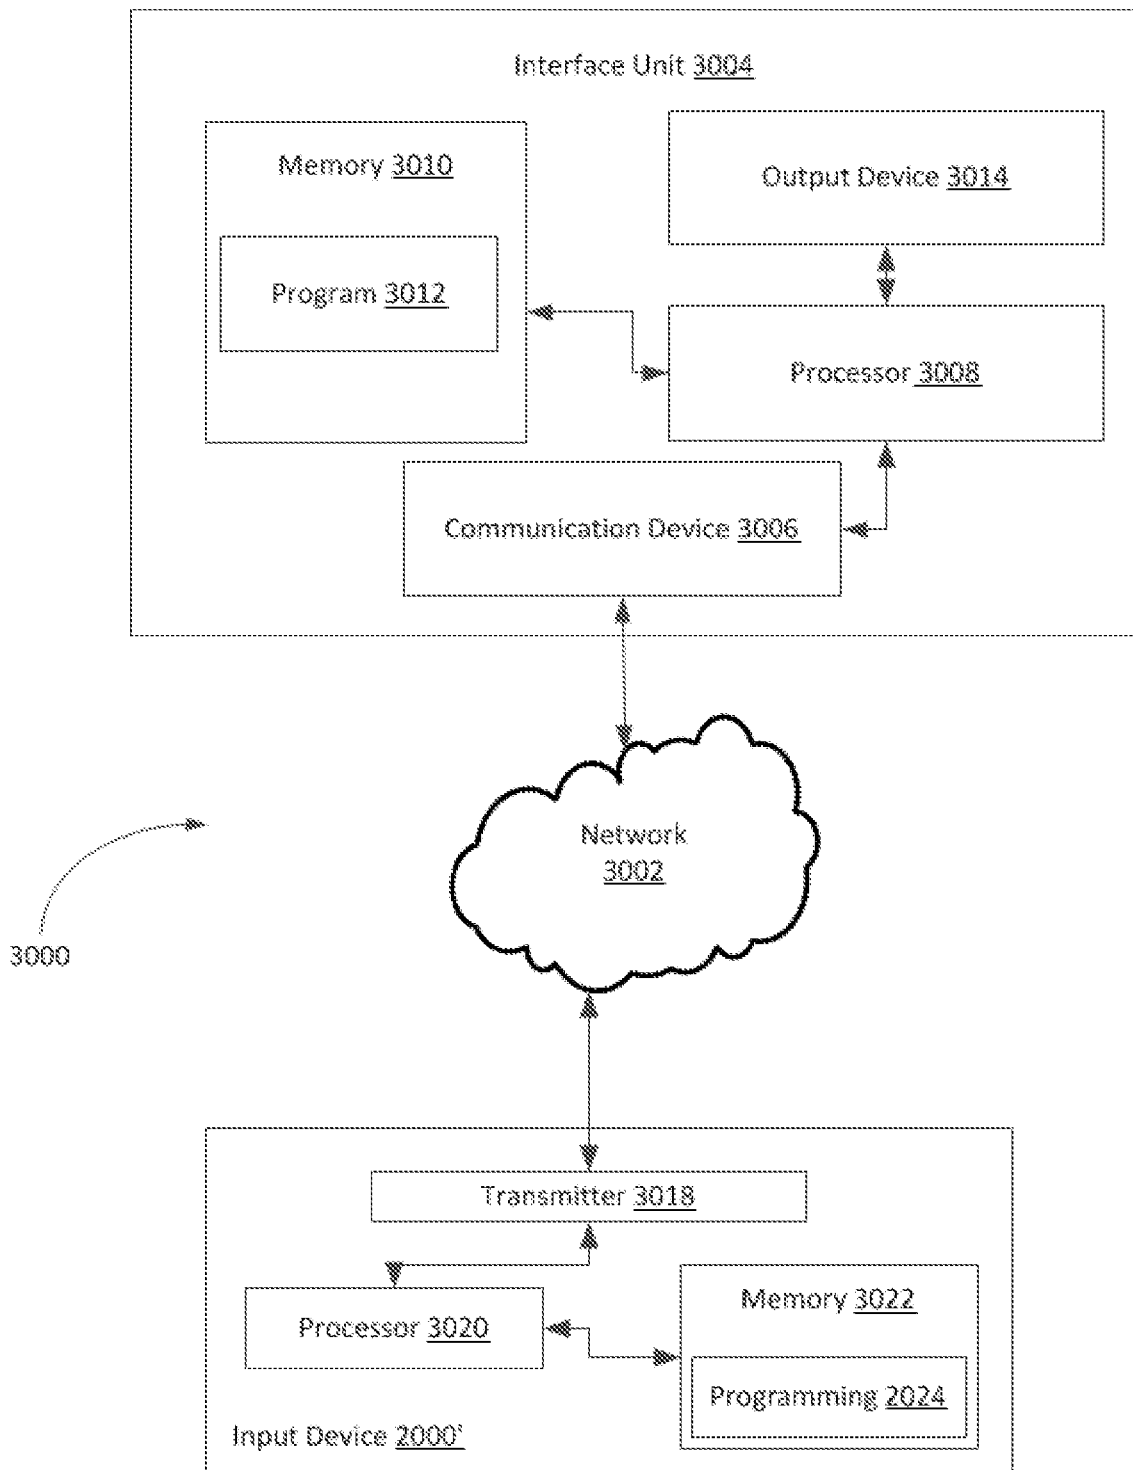 Interface Unit 3004
Memory 3010
Output Device 3014
Program 3012
Processor 3008
Communication Device 3006
Network
3002
3000
Transmitter 3018
Memory 3022
Processor 3020
Programming 2024
Input Device 2000'